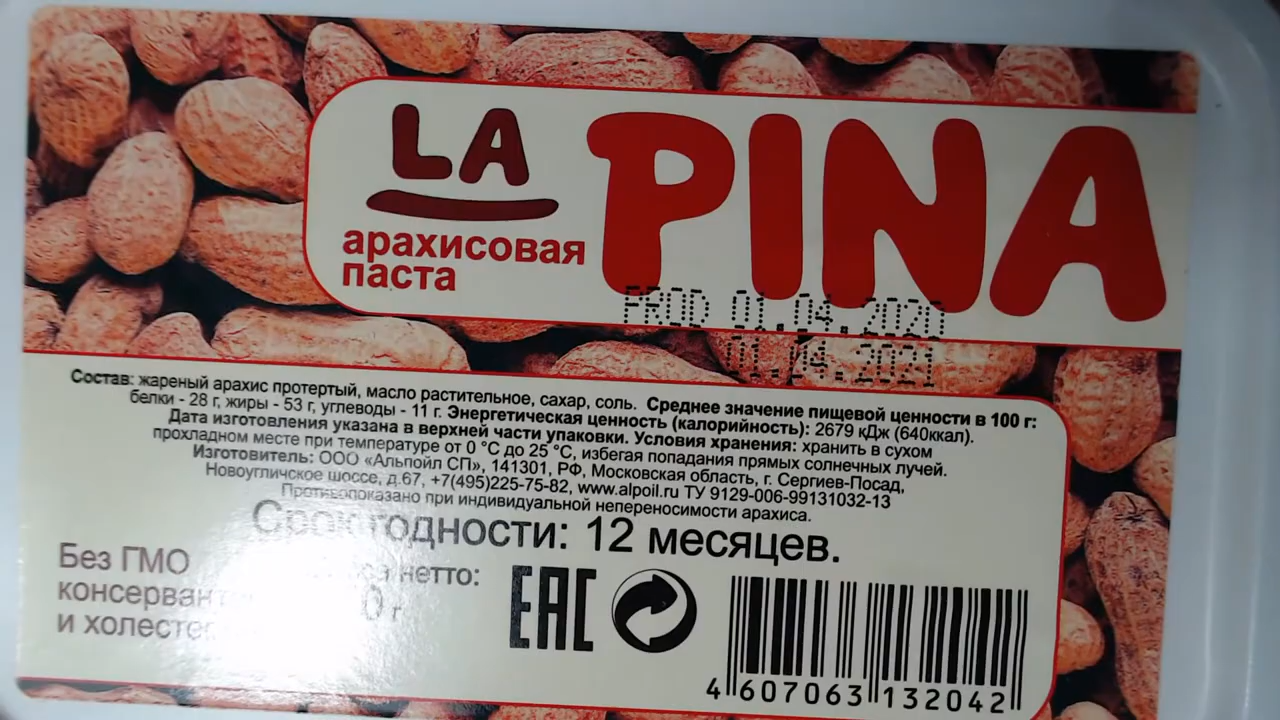 LA PINA
арахисовая
паста
PROD 01.04.2020
01.04.2021
Состав: жареный арахис протертый, масло растительное, сахар, соль. Среднее значение пищевой ценности в 100 г:
белки - 28 г, жиры - 53 г, углеводы - 11 г. Энергетическая ценность (калорийность): 2679 кДж (640ккал).
Дата изготовления указана в верхней части упаковки. Условия хранения: хранить в сухом
прохладном месте при температуре от 0 °С до 25 °С, избегая попадания прямых солнечных лучей.
Изготовитель: ООО «Альпойл СП», 141301, РФ, Московская область, г. Сергиев-Посад,
Новоугличское шоссе, д.67, +7(495)225-75-82, www.alpoil.ru ТУ 9129-006-99131032-13
Противопоказано при индивидуальной непереносимости арахиса.
Срок годности: 12 месяцев.
Без ГМО
и
нетто:
г
EAC
4 607063 132042